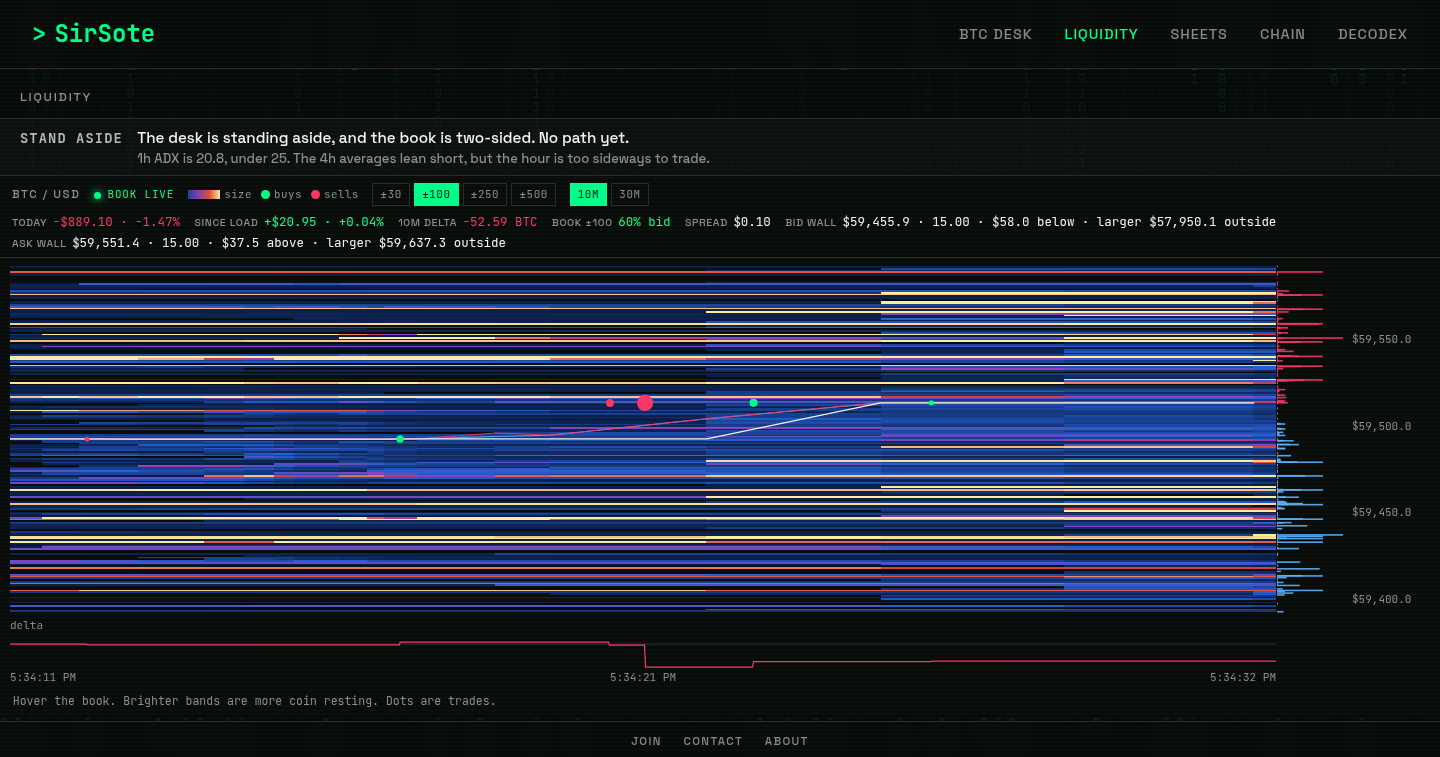 > SirSote
BTC DESK LIQUIDITY SHEETS CHAIN DECODEX
LIQUIDITY
STAND ASIDE The desk is standing aside, and the book is two-sided. No path yet.
1h ADX is 20.8, under 25. The 4h averages lean short, but the hour is too sideways to trade.
BTC / USD BOOK LIVE size buys sells ±30 ±100 ±250 ±500 10M 30M
TODAY -$889.10 · -1.47% SINCE LOAD +$20.95 · +0.04% 10M DELTA -52.59 BTC BOOK ±100 60% bid SPREAD $0.10 BID WALL $59,455.9 · 15.00 · $58.0 below · larger $57,950.1 outside
ASK WALL $59,551.4 · 15.00 · $37.5 above · larger $59,637.3 outside
$59,550.0
$59,500.0
$59,450.0
$59,400.0
delta
5:34:11 PM 5:34:21 PM 5:34:32 PM
Hover the book. Brighter bands are more coin resting. Dots are trades.
JOIN CONTACT ABOUT